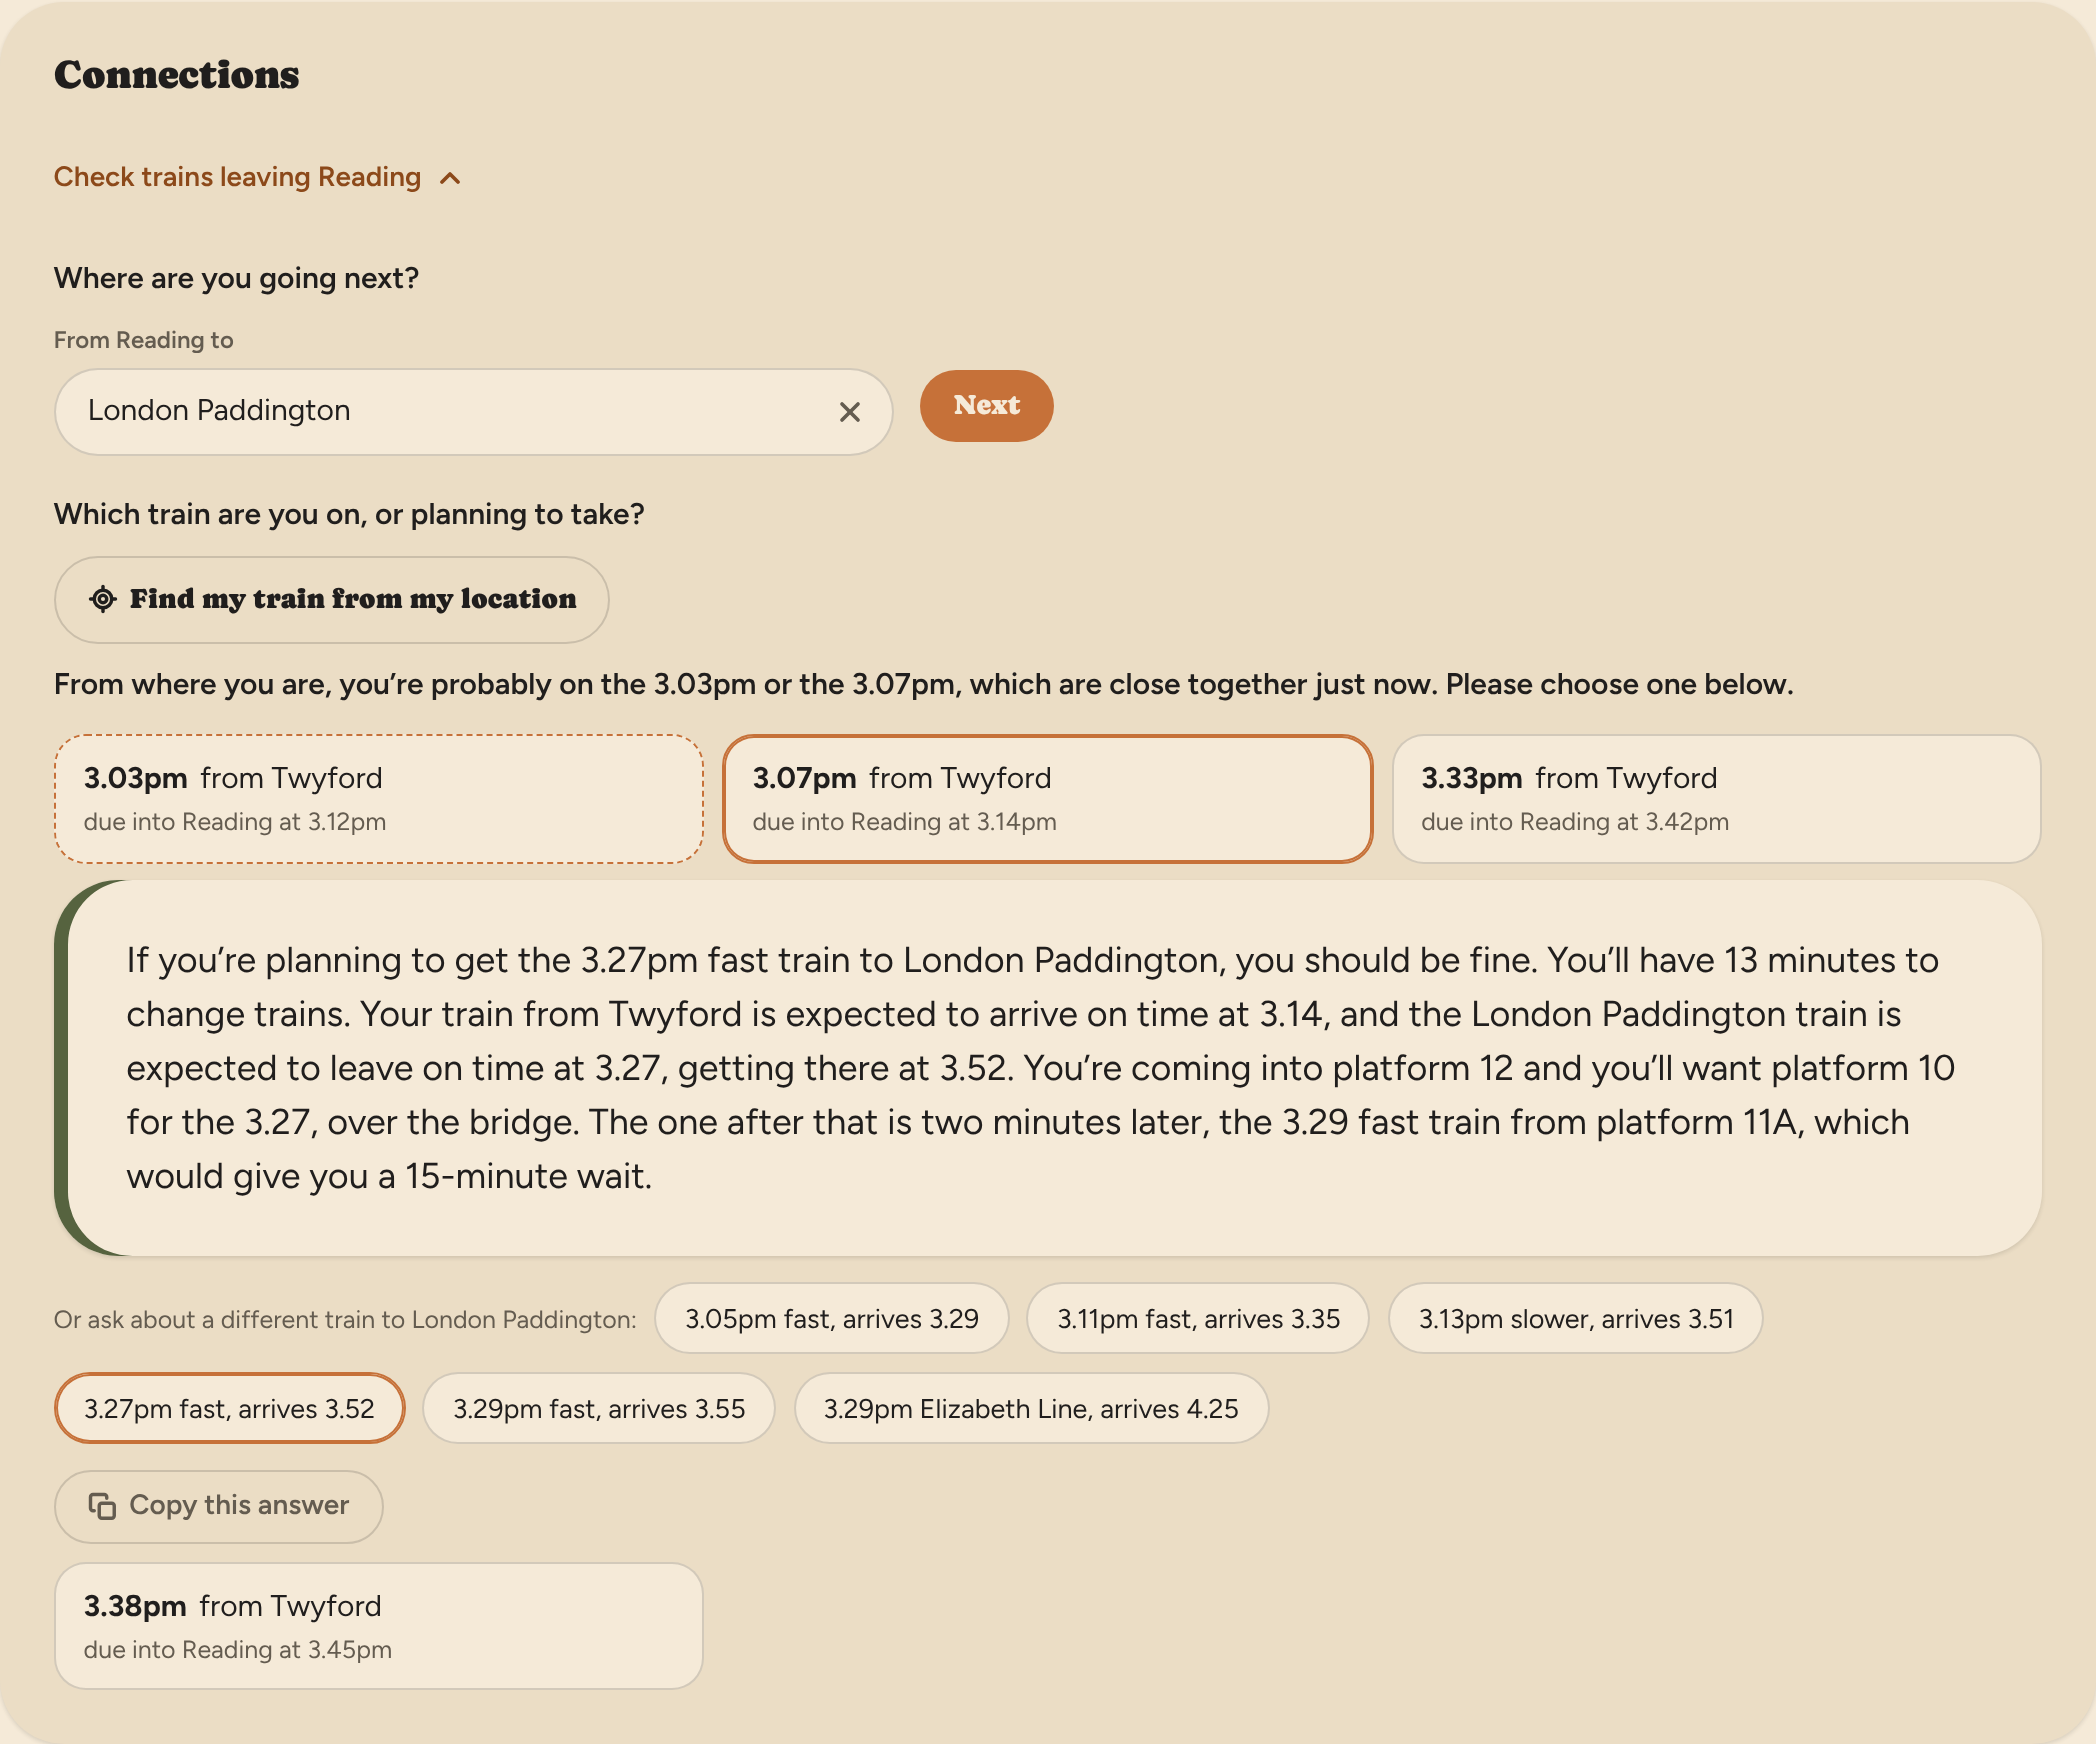 Connections
Check trains leaving Reading
Where are you going next?
From Reading to
London Paddington
Next
Which train are you on, or planning to take?
Find my train from my location
From where you are, you’re probably on the 3.03pm or the 3.07pm, which are close together just now. Please choose one below.
3.03pm from Twyford
due into Reading at 3.12pm
3.07pm from Twyford
due into Reading at 3.14pm
3.33pm from Twyford
due into Reading at 3.42pm
If you’re planning to get the 3.27pm fast train to London Paddington, you should be fine. You’ll have 13 minutes to
change trains. Your train from Twyford is expected to arrive on time at 3.14, and the London Paddington train is
expected to leave on time at 3.27, getting there at 3.52. You’re coming into platform 12 and you’ll want platform 10
for the 3.27, over the bridge. The one after that is two minutes later, the 3.29 fast train from platform 11A, which
would give you a 15-minute wait.
Or ask about a different train to London Paddington:
3.05pm fast, arrives 3.29
3.11pm fast, arrives 3.35
3.13pm slower, arrives 3.51
3.27pm fast, arrives 3.52
3.29pm fast, arrives 3.55
3.29pm Elizabeth Line, arrives 4.25
Copy this answer
3.38pm from Twyford
due into Reading at 3.45pm